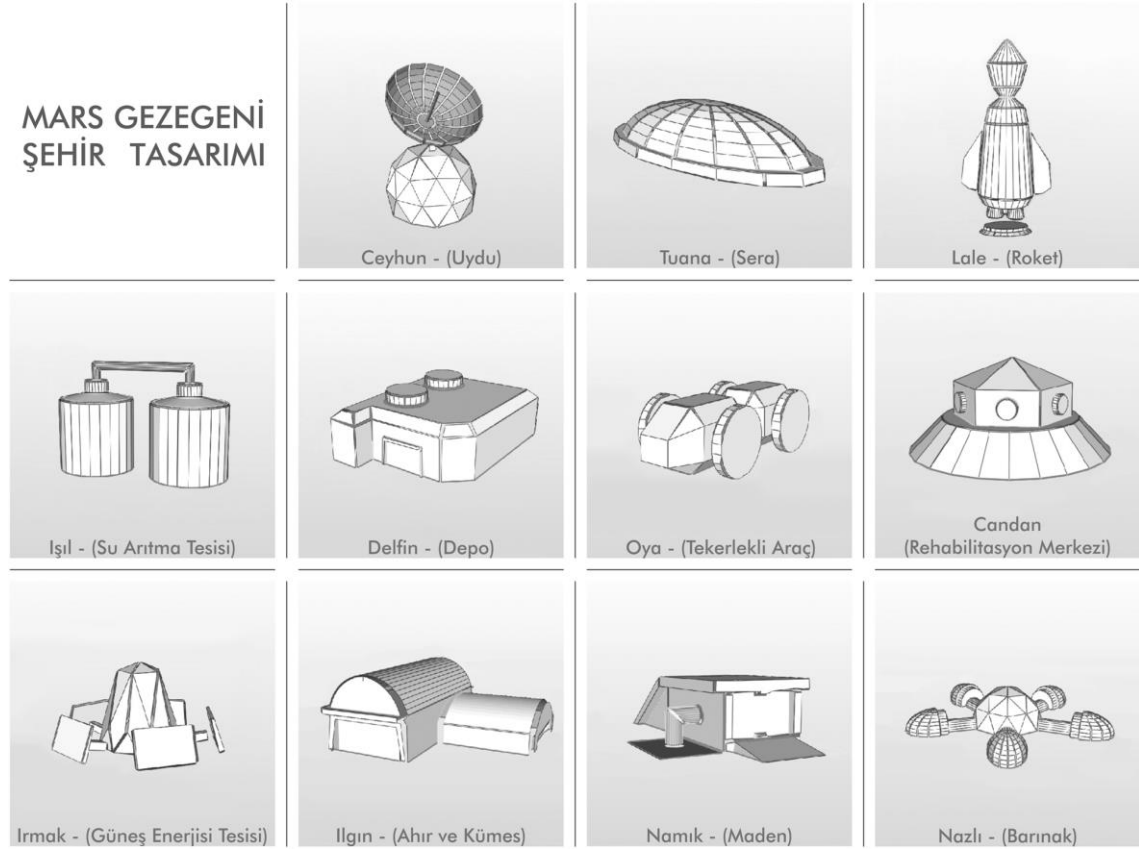 MARS GEZEGENİ
ŞEHİR TASARIMI
Ceyhun - (Uydu)
Tuana - (Sera)
Lale - (Roket)
Işıl - (Su Arıtma Tesisi)
Delfin - (Depo)
Oya - (Tekerlekli Araç)
Candan
(Rehabilitasyon Merkezi)
Irmak - (Güneş Enerjisi Tesisi)
Ilgın - (Ahır ve Kümes)
Namık - (Maden)
Nazlı - (Barınak)